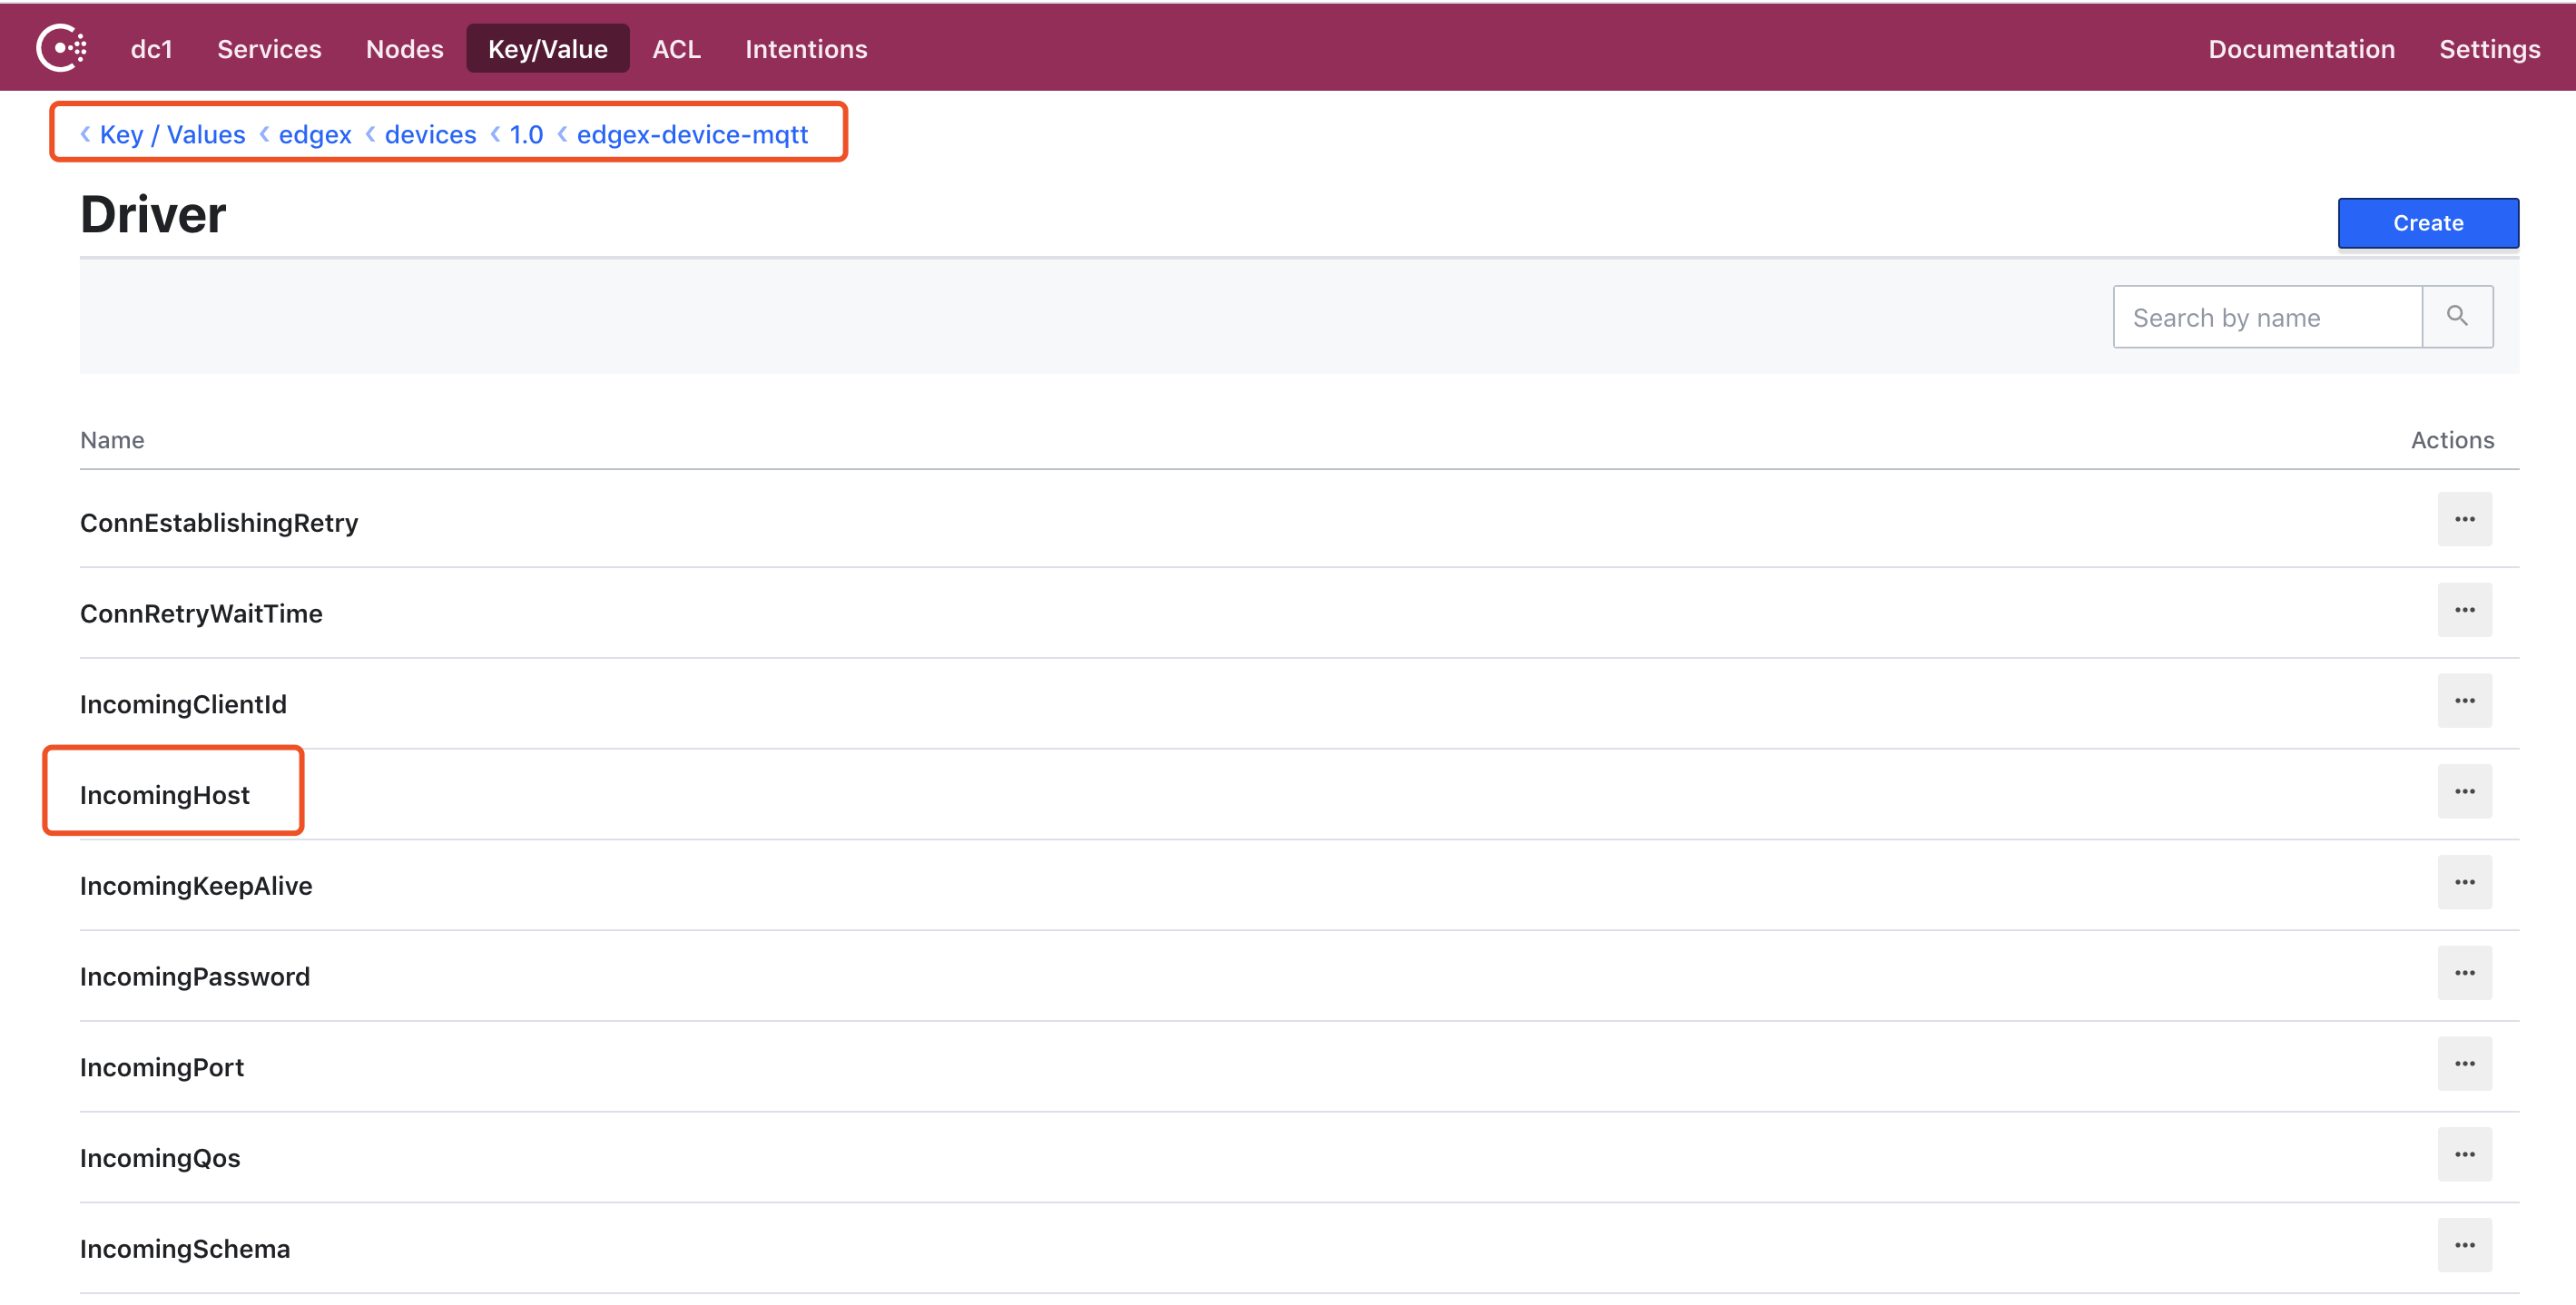 dc1 Services Nodes Key/Value ACL Intentions Documentation Settings
Key / Values edgex devices 1.0 edgex-device-mqtt
Driver
Create
Search by name
Name Actions
ConnEstablishingRetry
ConnRetryWaitTime
IncomingClientId
IncomingHost
IncomingKeepAlive
IncomingPassword
IncomingPort
IncomingQos
IncomingSchema